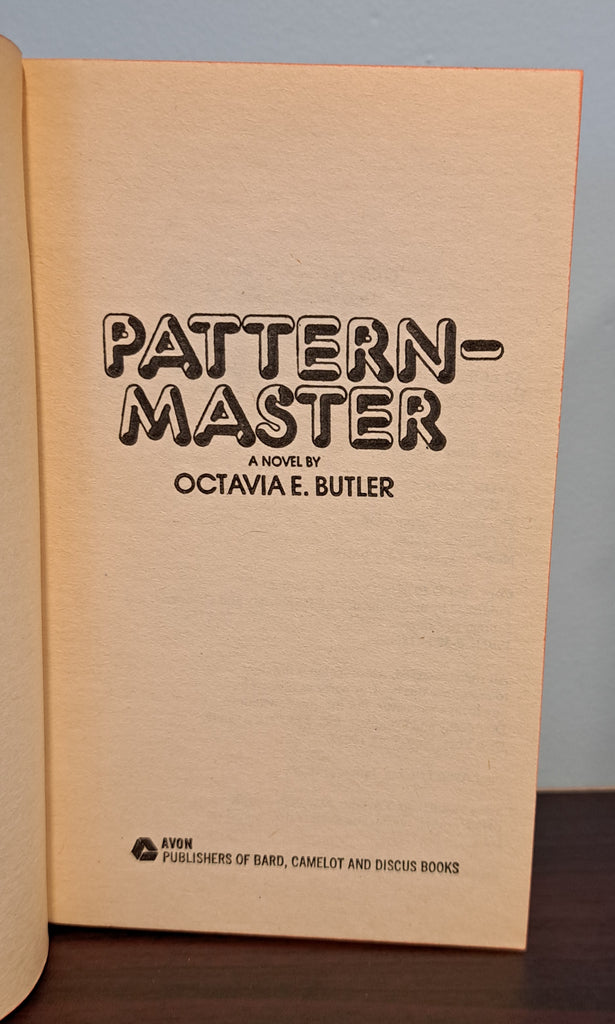 PATTERN-
MASTER
A NOVEL BY
OCTAVIA E. BUTLER
AVON
PUBLISHERS OF BARD, CAMELOT AND DISCUS BOOKS